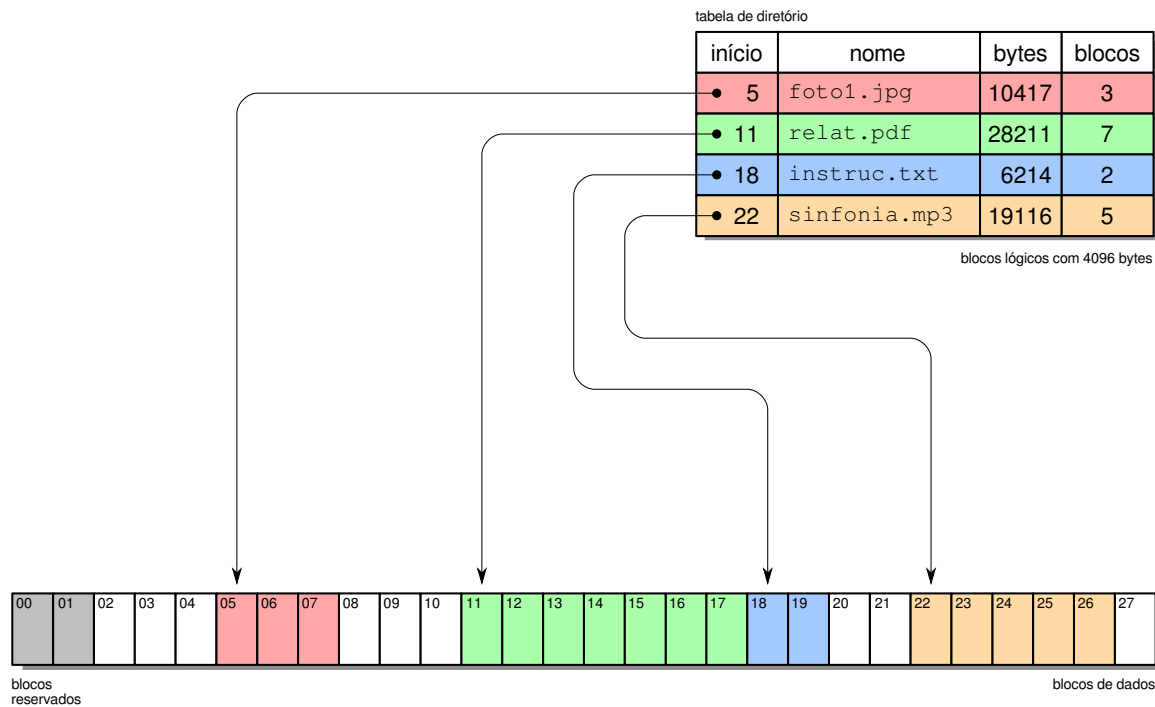 tabela de diretório
início nome bytes blocos
5 foto1.jpg 10417 3
11 relat.pdf 28211 7
18 instruc.txt 6214 2
22 sinfonia.mp3 19116 5
blocos lógicos com 4096 bytes
00 01 02 03 04 05 06 07 08 09 10 11 12 13 14 15 16 17 18 19 20 21 22 23 24 25 26 27
blocos
reservados
blocos de dados